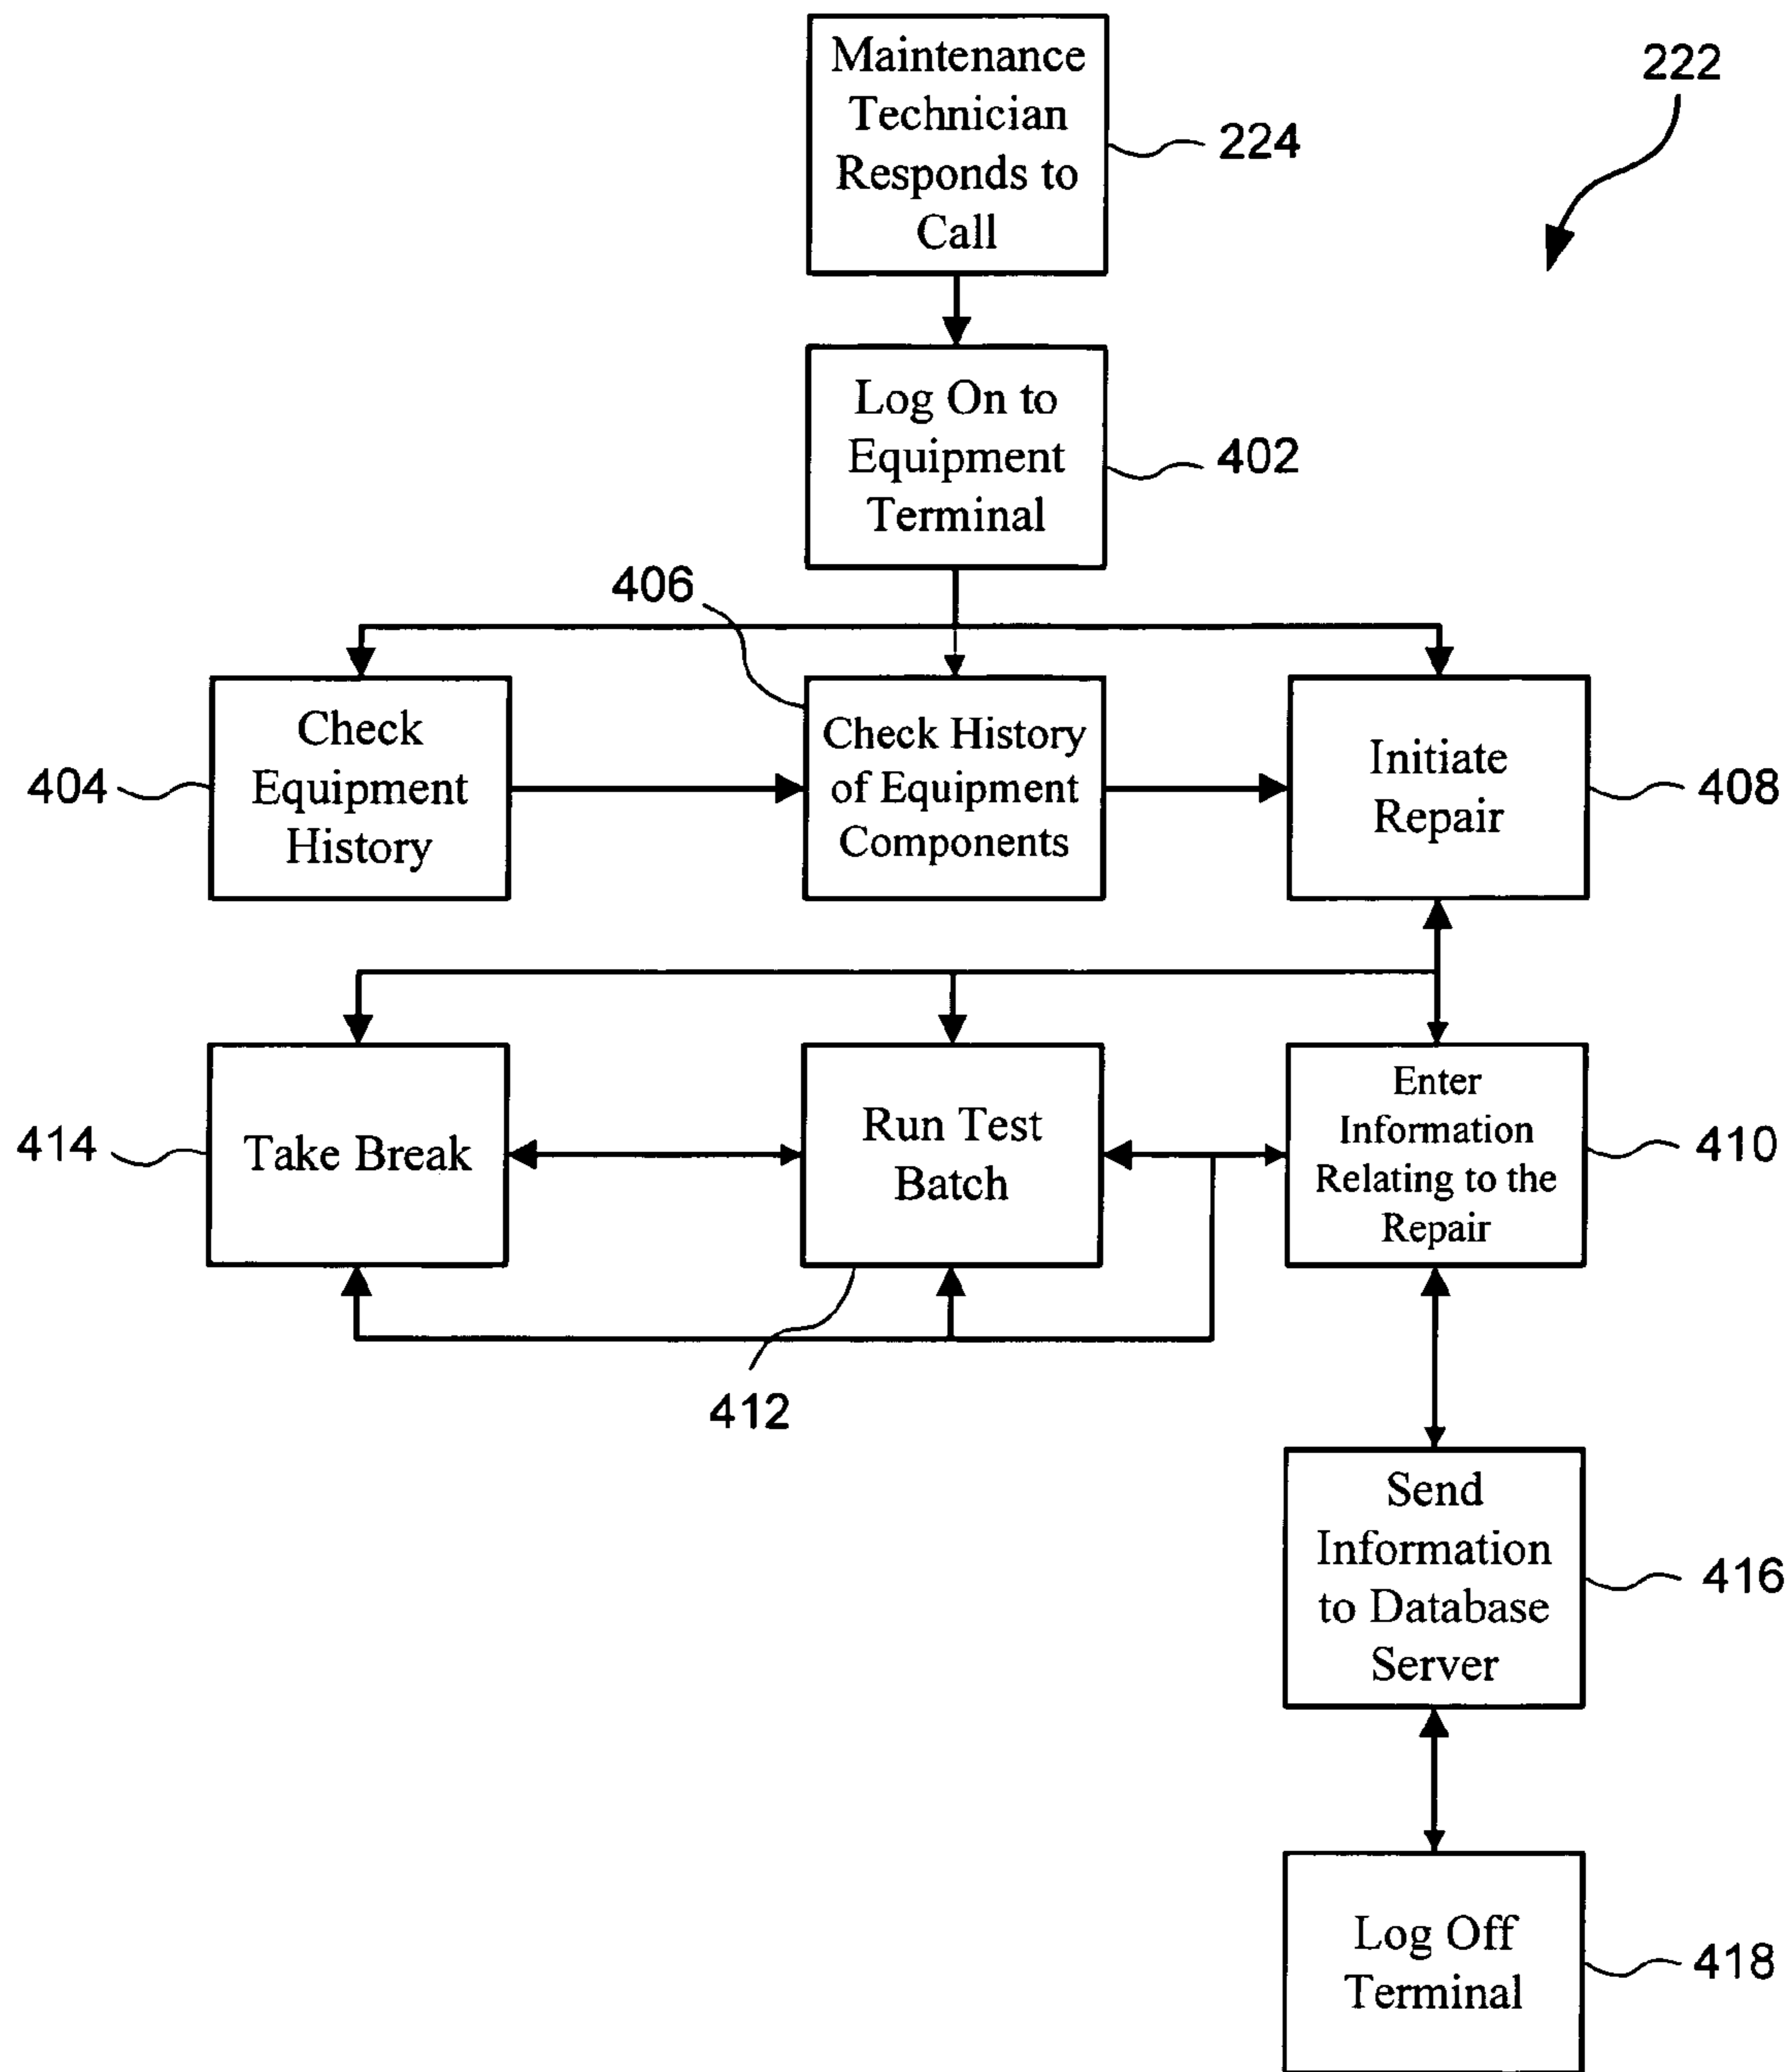 Maintenance
Technician
Responds to
Call
224
222
Log On to
Equipment
Terminal
402
406
Check
Equipment
History
404
Check History
of Equipment
Components
Initiate
Repair
408
Take Break
414
Run Test
Batch
412
Enter
Information
Relating to the
Repair
410
Send
Information
to Database
Server
416
Log Off
Terminal
418